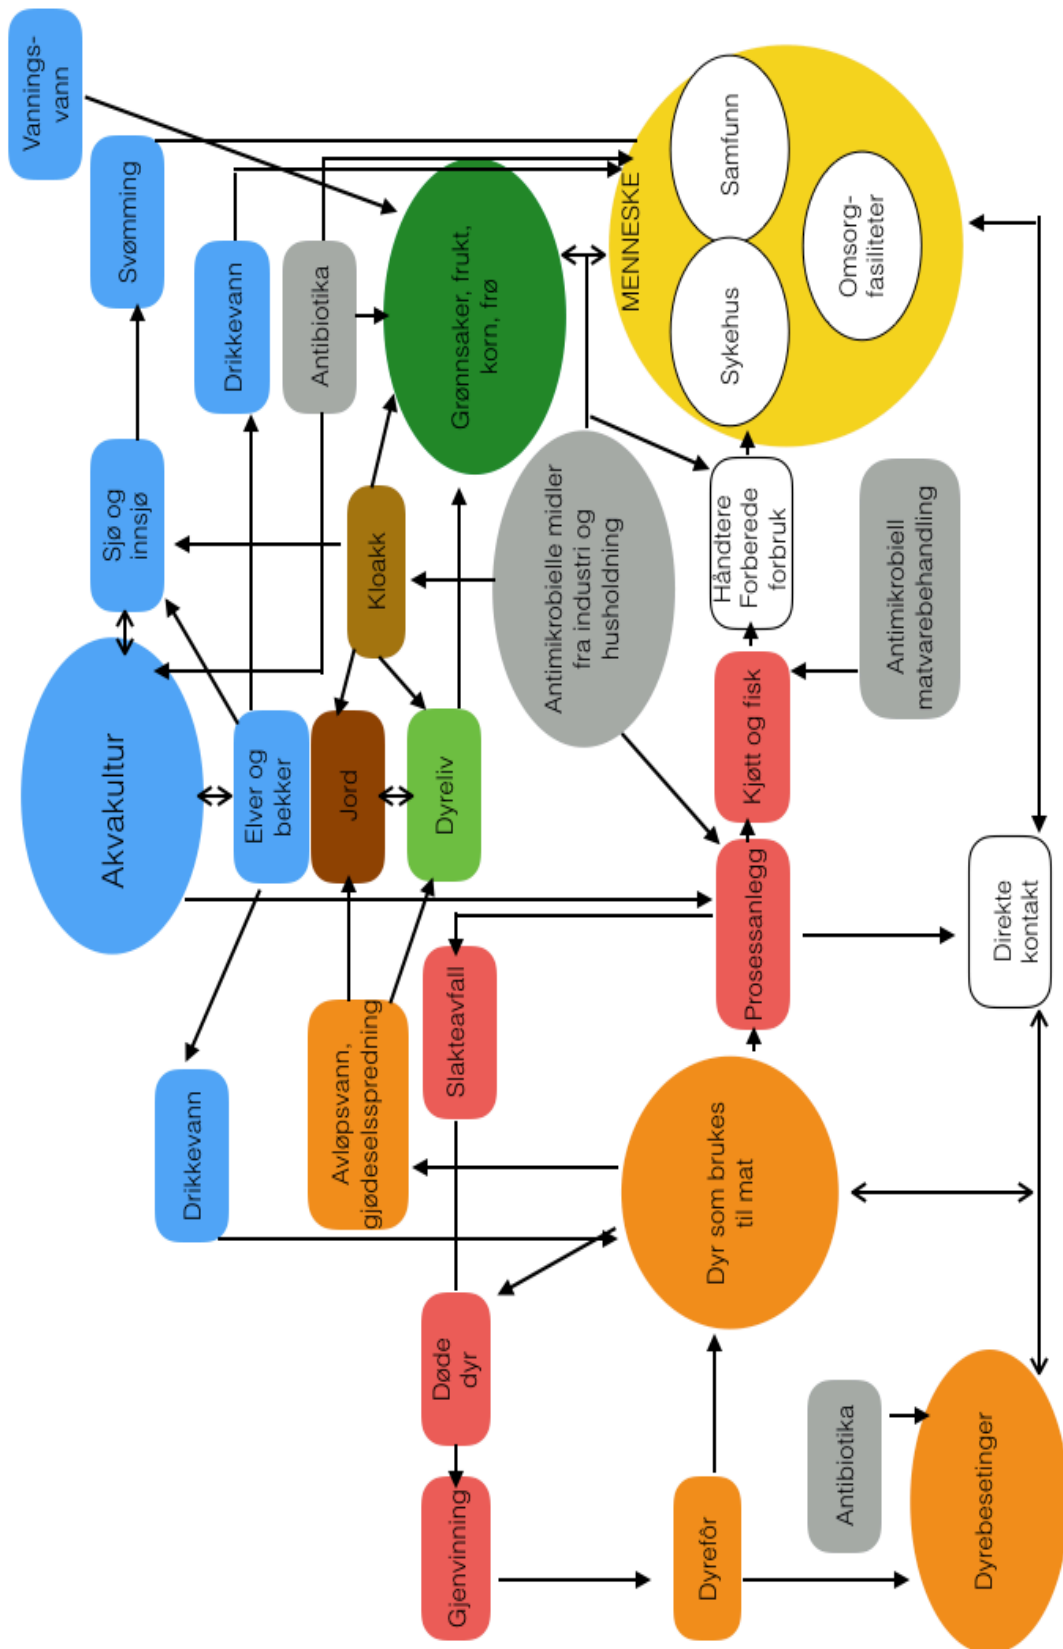 Akvakultur
Sjø og
innsjø
Svømming
Vannings-
vann
Drikkevann
Elver og
bekker
Drikkevann
Antibiotika
Avløpsvann,
gjødeselsspredning
Jord
Kloakk
Dyreliv
Grønnsaker, frukt,
korn, frø
Gjenvinning
Døde
dyr
Slakteavfall
Antimikrobielle midler
fra industri og
husholdning
MENNESKE
Sykehus
Samfunn
Omsorg-
fasiliteter
Dyrefôr
Dyr som brukes
til mat
Prosessanlegg
Kjøtt og fisk
Håndtere
Forberede
forbruk
Antibiotika
Antimikrobiell
matvarebehandling
Dyrebesetinger
Direkte
kontakt